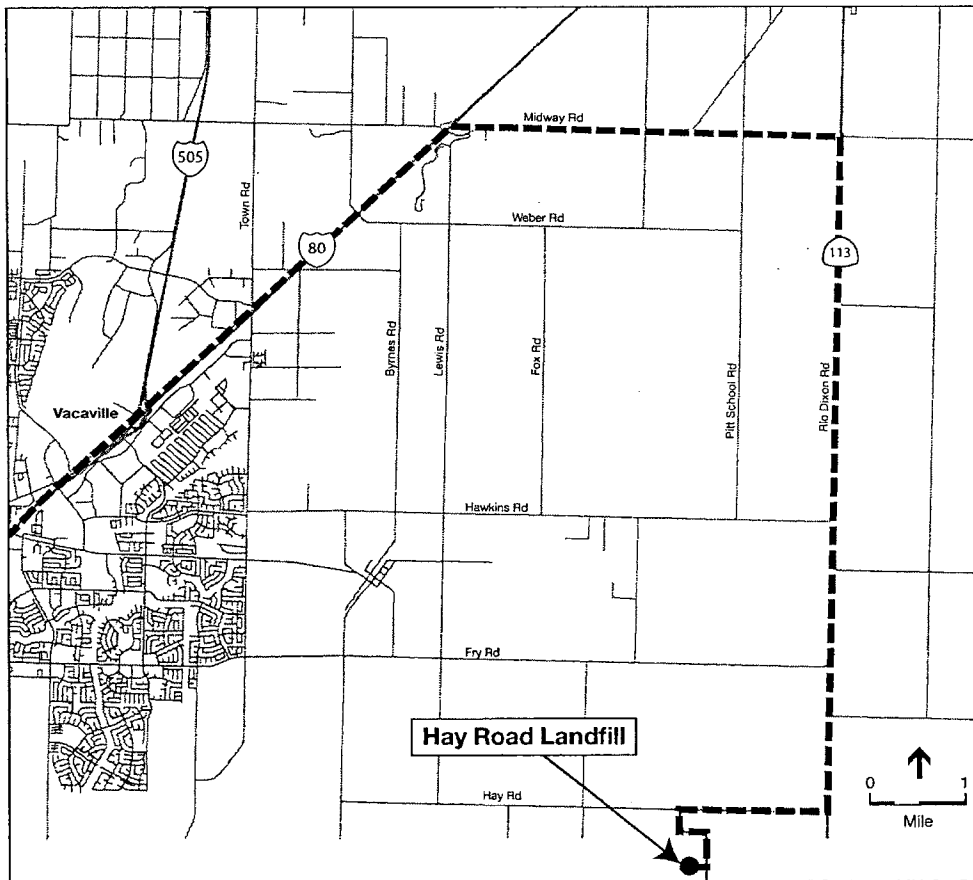 Midway Rd
505
Town Rd
Weber Rd
80
113
Byrnes Rd
Lewis Rd
Fox Rd
Pitt School Rd
Rio Dixon Rd
Vacaville
Hawkins Rd
Fry Rd
Hay Road Landfill
Hay Rd
0 1
Mile